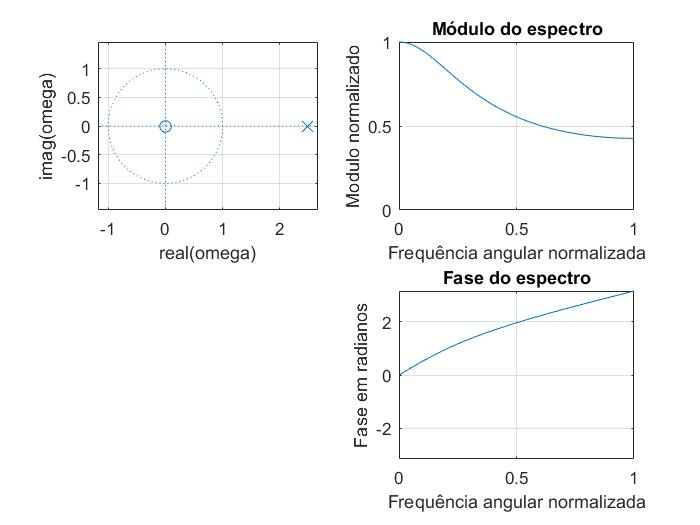 1
0.5
0
-0.5
-1
imag(omega)
-1 0 1 2
real(omega)
Módulo do espectro
1
0.5
0
Modulo normalizado
0 0.5 1
Frequência angular normalizada
Fase do espectro
2
0
-2
Fase em radianos
0 0.5 1
Frequência angular normalizada